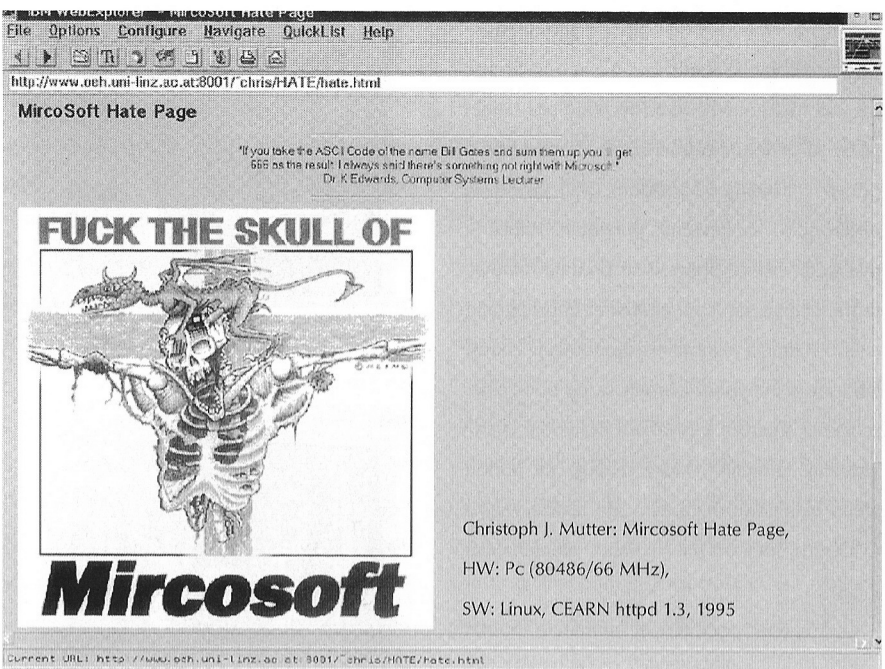 IBM WebExplorer - MircoSoft Hate Page
File Options Configure Navigate QuickList Help
http://www.oeh.uni-linz.ac.at:8001/~chris/HATE/hate.html
MircoSoft Hate Page
"If you take the ASCII Code of the name Bill Gates and sum them up you ll get
666 as the result. I always said there's something not right with Microsoft."
Dr. K Edwards, Computer Systems Lecturer
FUCK THE SKULL OF
Mircosoft
Christoph J. Mutter: Mircosoft Hate Page,
HW: Pc (80486/66 MHz),
SW: Linux, CEARN httpd 1.3, 1995
Current URL: http://www.oeh.uni-linz.ac.at:8001/~chris/HATE/hate.html